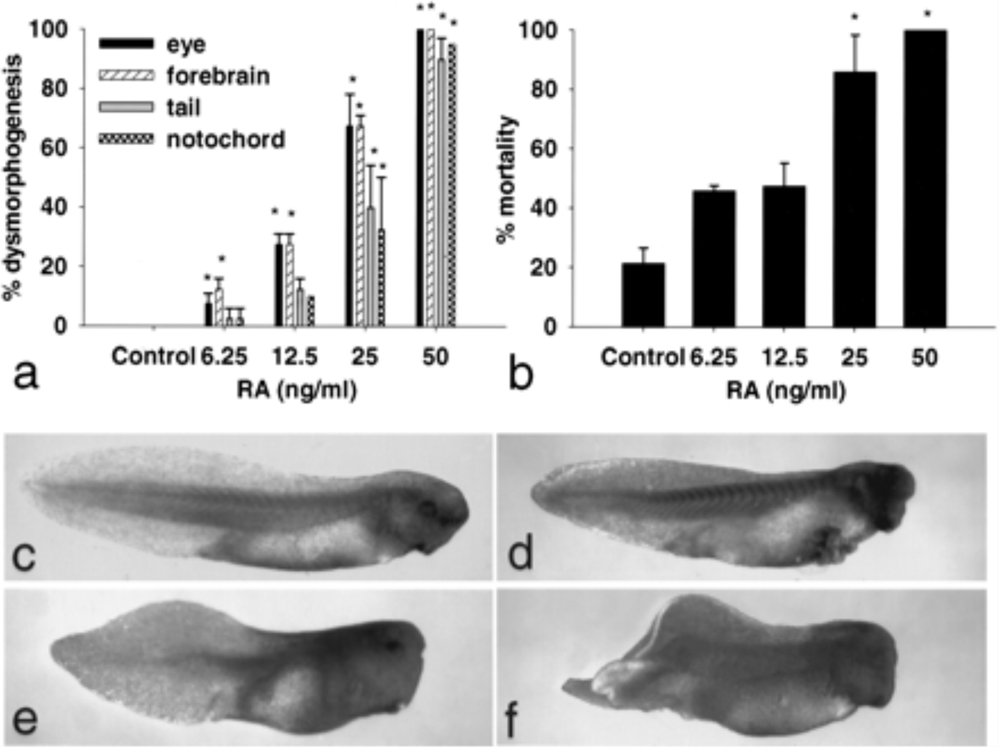 % dysmorphogenesis
100
80
60
40
20
0
eye
forebrain
tail
notochord
* * * *
* * * *
* *
* *
Control 6.25 12.5 25 50
RA (ng/ml)
a
% mortality
100
80
60
40
20
0
* *
Control 6.25 12.5 25 50
RA (ng/ml)
b
c
d
e
f